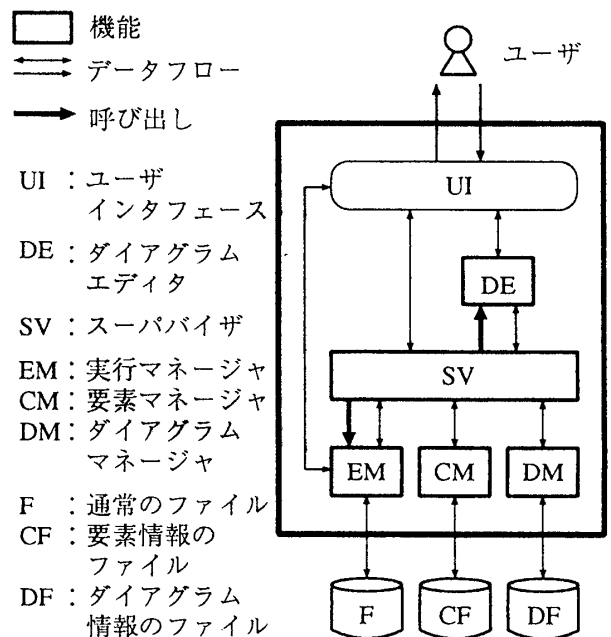 機能
データフロー
呼び出し
UI：ユーザ
インタフェース
DE：ダイアグラム
エディタ
SV：スーパバイザ
EM：実行マネージャ
CM：要素マネージャ
DM：ダイアグラム
マネージャ
F：通常のファイル
CF：要素情報の
ファイル
DF：ダイアグラム
情報のファイル
ユーザ
UI
DE
SV
EM
CM
DM
F
CF
DF